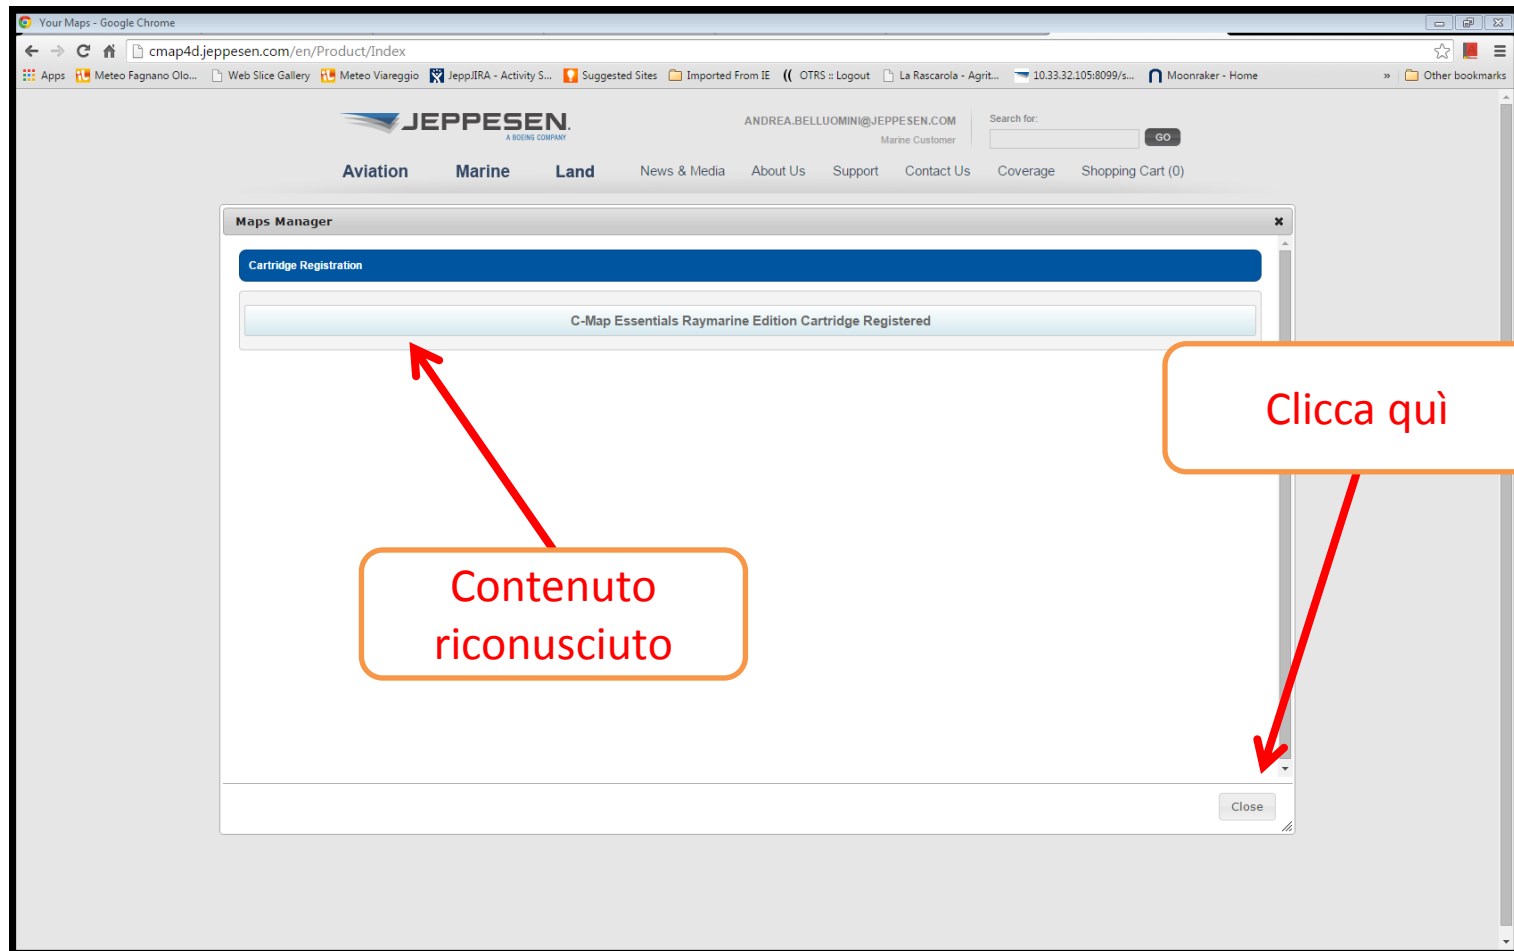 Your Maps - Google Chrome
cmap4d.jeppesen.com/en/Product/Index
Apps Meteo Fagnano Olo... Web Slice Gallery Meteo Viareggio JeppJIRA - Activity S... Suggested Sites Imported From IE OTRS :: Logout La Rascarola - Agrit... 10.33.32.105:8099/s... Moonraker - Home » Other bookmarks
JEPPESEN.
A BOEING COMPANY
ANDREA.BELLUOMINI@JEPPESEN.COM
Marine Customer
Search for:
GO
Aviation Marine Land News & Media About Us Support Contact Us Coverage Shopping Cart (0)
Maps Manager
Cartridge Registration
C-Map Essentials Raymarine Edition Cartridge Registered
Clicca quì
Contenuto
riconusciuto
Close